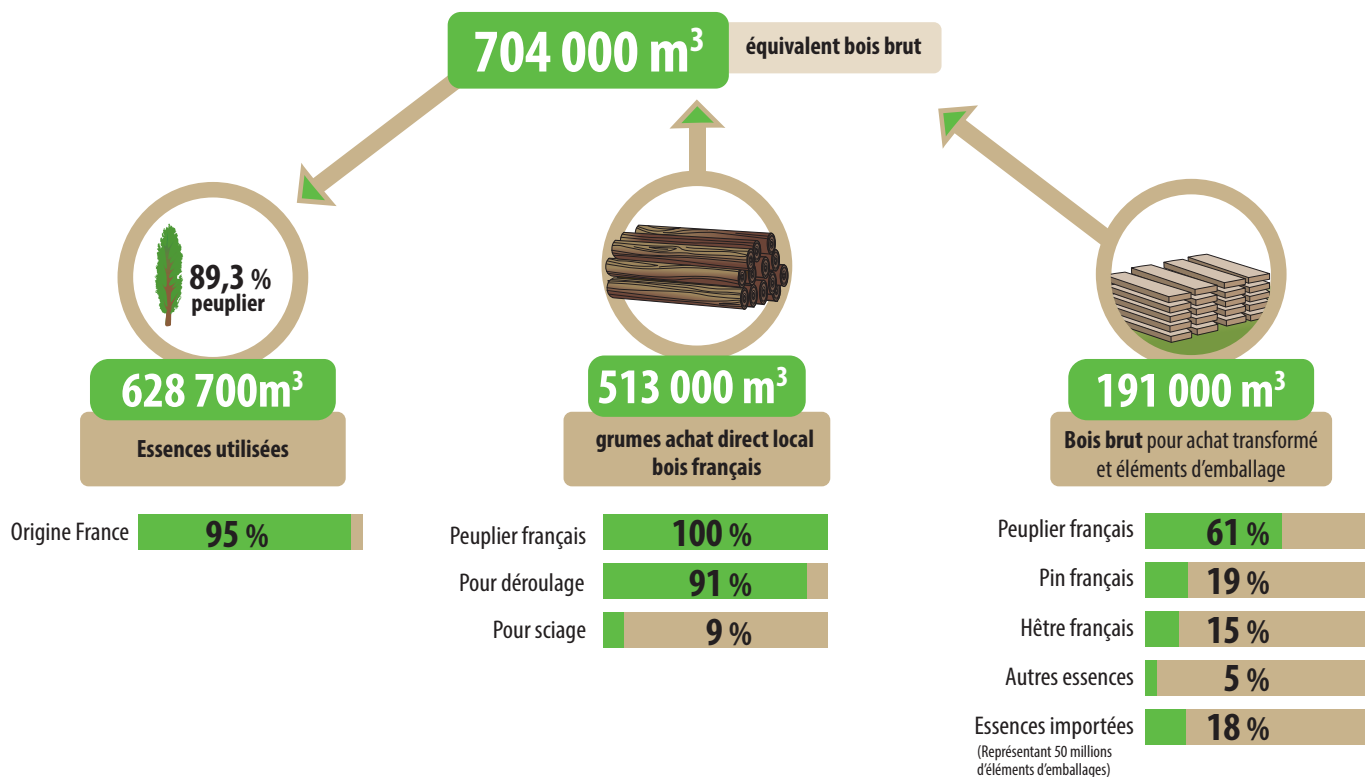 704 000 m³
équivalent bois brut
89,3 %
peuplier
628 700m³
Essences utilisées
Origine France
95 %
513 000 m³
grumes achat direct local
bois français
Peuplier français
100 %
Pour déroulage
91 %
Pour sciage
9 %
191 000 m³
Bois brut pour achat transformé
et éléments d’emballage
Peuplier français
61 %
Pin français
19 %
Hêtre français
15 %
Autres essences
5 %
Essences importées
18 %
(Représentant 50 millions
d’éléments d’emballages)